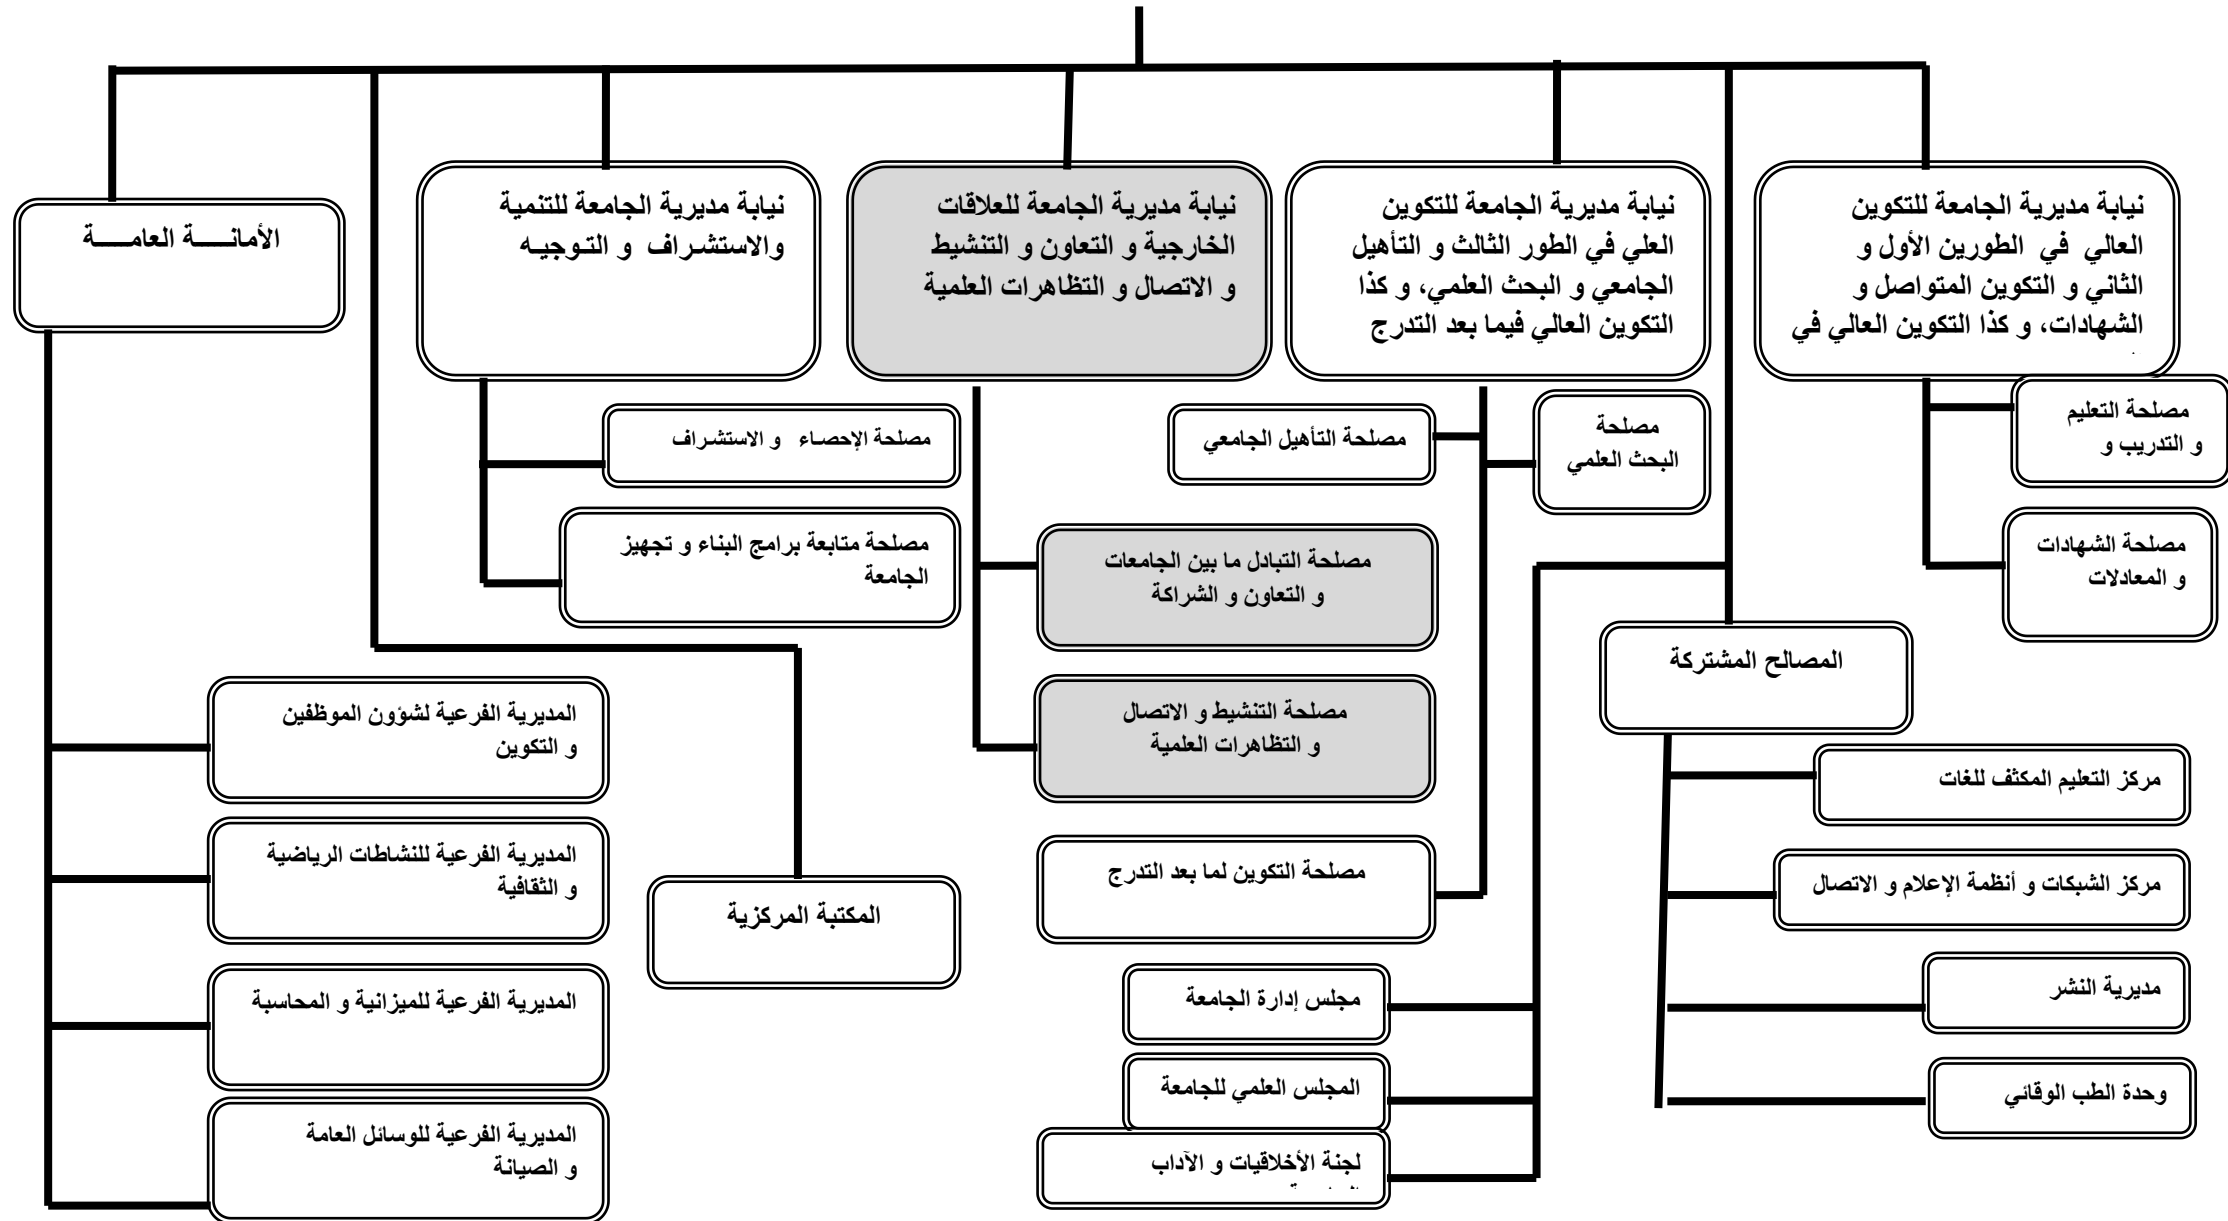 نيابة مديرية الجامعة للتكوين
العالي في الطورين الأول و
الثاني و التكوين المتواصل و
الشهادات، و كذا التكوين العالي في
نيابة مديرية الجامعة للتكوين
العلي في الطور الثالث و التأهيل
الجامعي و البحث العلمي، و كذا
التكوين العالي فيما بعد التدرج
نيابة مديرية الجامعة للعلاقات
الخارجية و التعاون و التنشيط
و الاتصال و التظاهرات العلمية
نيابة مديرية الجامعة للتنمية
والاستشراف و التوجيه
الأمانـــــة العامـــــة
مصلحة التعليم
و التدريب و
مصلحة الشهادات
و المعادلات
مصلحة
البحث العلمي
مصلحة التأهيل الجامعي
مصلحة الإحصاء و الاستشراف
مصلحة متابعة برامج البناء و تجهيز
الجامعة
مصلحة التبادل ما بين الجامعات
و التعاون و الشراكة
مصلحة التنشيط و الاتصال
و التظاهرات العلمية
مصلحة التكوين لما بعد التدرج
المصالح المشتركة
مركز التعليم المكثف للغات
مركز الشبكات و أنظمة الإعلام و الاتصال
مديرية النشر
وحدة الطب الوقائي
مجلس إدارة الجامعة
المجلس العلمي للجامعة
لجنة الأخلاقيات و الآداب
المكتبة المركزية
المديرية الفرعية لشؤون الموظفين
و التكوين
المديرية الفرعية للنشاطات الرياضية
و الثقافية
المديرية الفرعية للميزانية و المحاسبة
المديرية الفرعية للوسائل العامة
و الصيانة